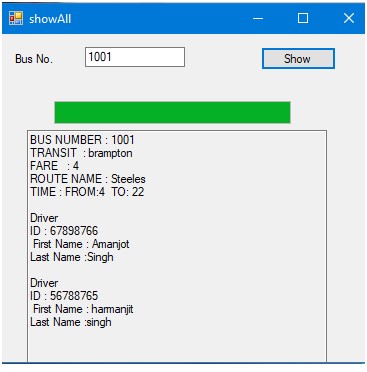 showAll
Bus No. 1001 Show
BUS NUMBER : 1001
TRANSIT : brampton
FARE : 4
ROUTE NAME : Steeles
TIME : FROM:4 TO: 22
Driver
ID : 67898766
First Name : Amanjot
Last Name :Singh
Driver
ID : 56788765
First Name : harmanjit
Last Name :singh